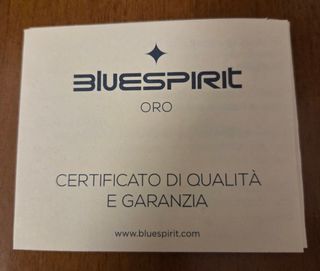 BLUESPIRIT
ORO
CERTIFICATO DI QUALITÀ
E GARANZIA
www.bluespirit.com